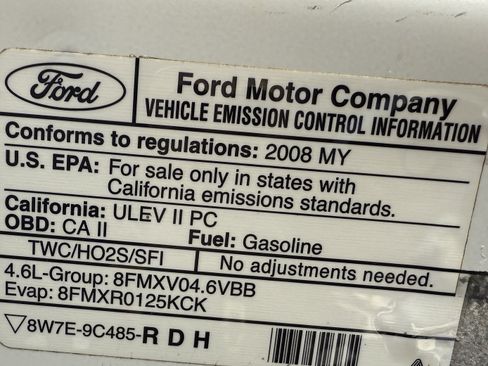 Ford
Ford Motor Company
VEHICLE EMISSION CONTROL INFORMATION
Conforms to regulations: 2008 MY
U.S. EPA: For sale only in states with
California emissions standards.
California: ULEV II PC
OBD: CA II
Fuel: Gasoline
TWC/HO2S/SFI
No adjustments needed.
4.6L-Group: 8FMXV04.6VBB
Evap: 8FMXR0125KCK
▽8W7E-9C485-R D H